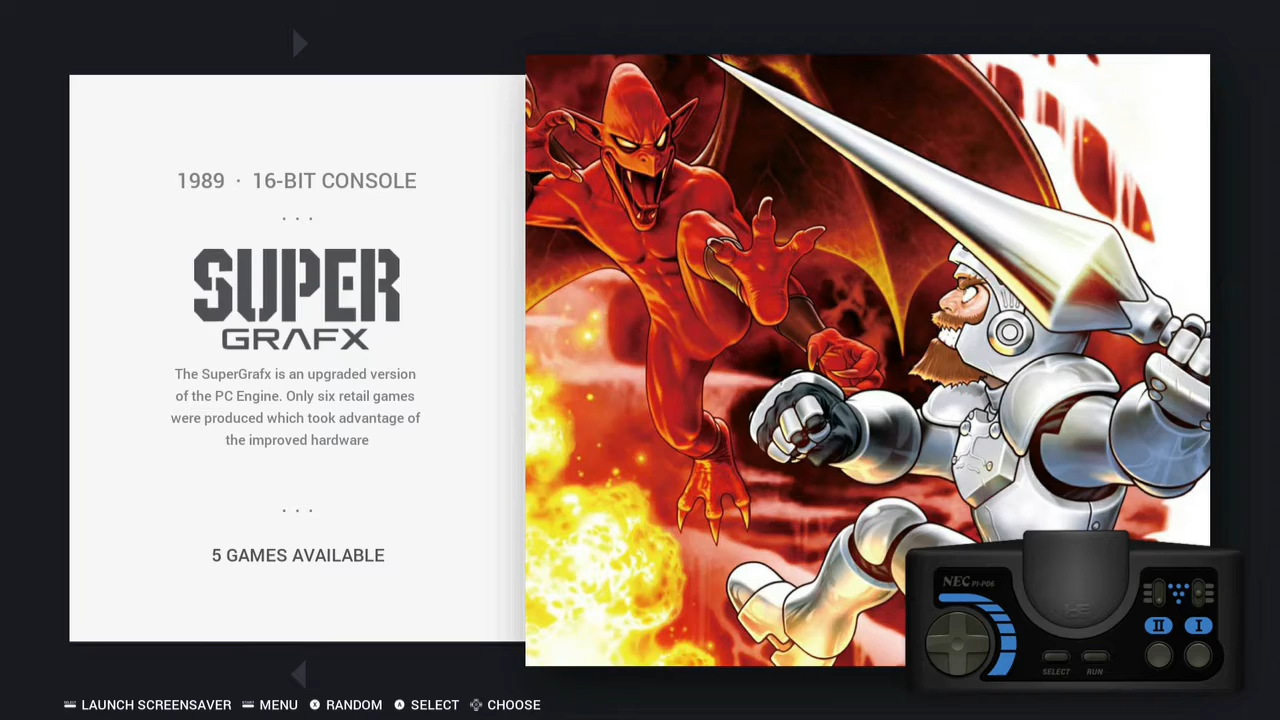 1989 · 16-BIT CONSOLE
. . .
SUPER
GRAFX
The SuperGrafx is an upgraded version
of the PC Engine. Only six retail games
were produced which took advantage of
the improved hardware
. . .
5 GAMES AVAILABLE
NEC PI-PD6
II I
SELECT RUN
LAUNCH SCREENSAVER MENU RANDOM SELECT CHOOSE